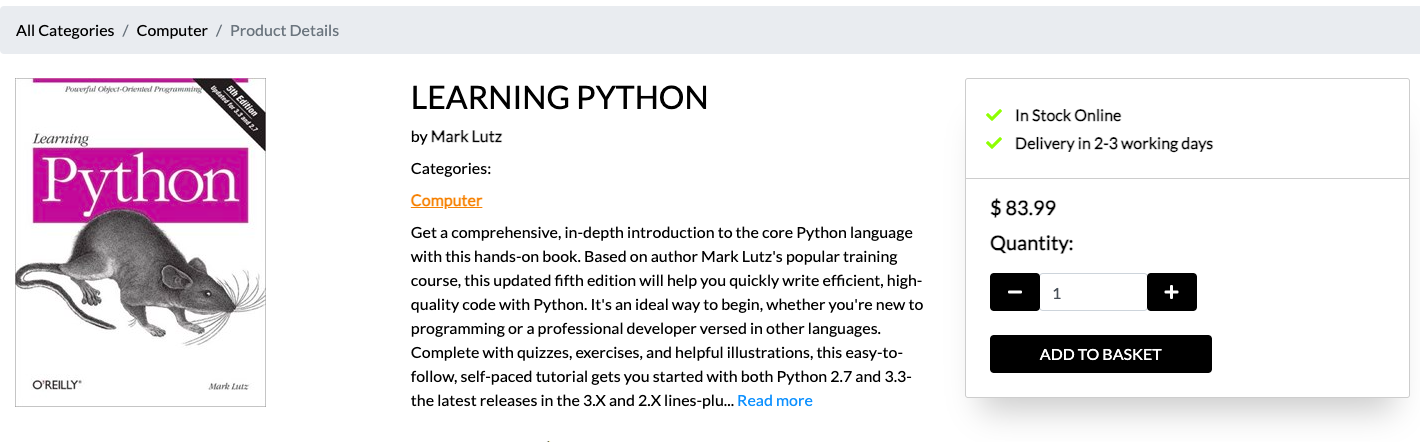 All Categories / Computer / Product Details
Powerful Object-Oriented Programming
5th Edition
Updated for 3.3 and 2.7
Learning
Python
O'REILLY®
Mark Lutz
LEARNING PYTHON
by Mark Lutz
Categories:
Computer
Get a comprehensive, in-depth introduction to the core Python language
with this hands-on book. Based on author Mark Lutz's popular training
course, this updated fifth edition will help you quickly write efficient, high-
quality code with Python. It's an ideal way to begin, whether you're new to
programming or a professional developer versed in other languages.
Complete with quizzes, exercises, and helpful illustrations, this easy-to-
follow, self-paced tutorial gets you started with both Python 2.7 and 3.3-
the latest releases in the 3.X and 2.X lines-plu... Read more
In Stock Online
Delivery in 2-3 working days
$ 83.99
Quantity:
1
ADD TO BASKET